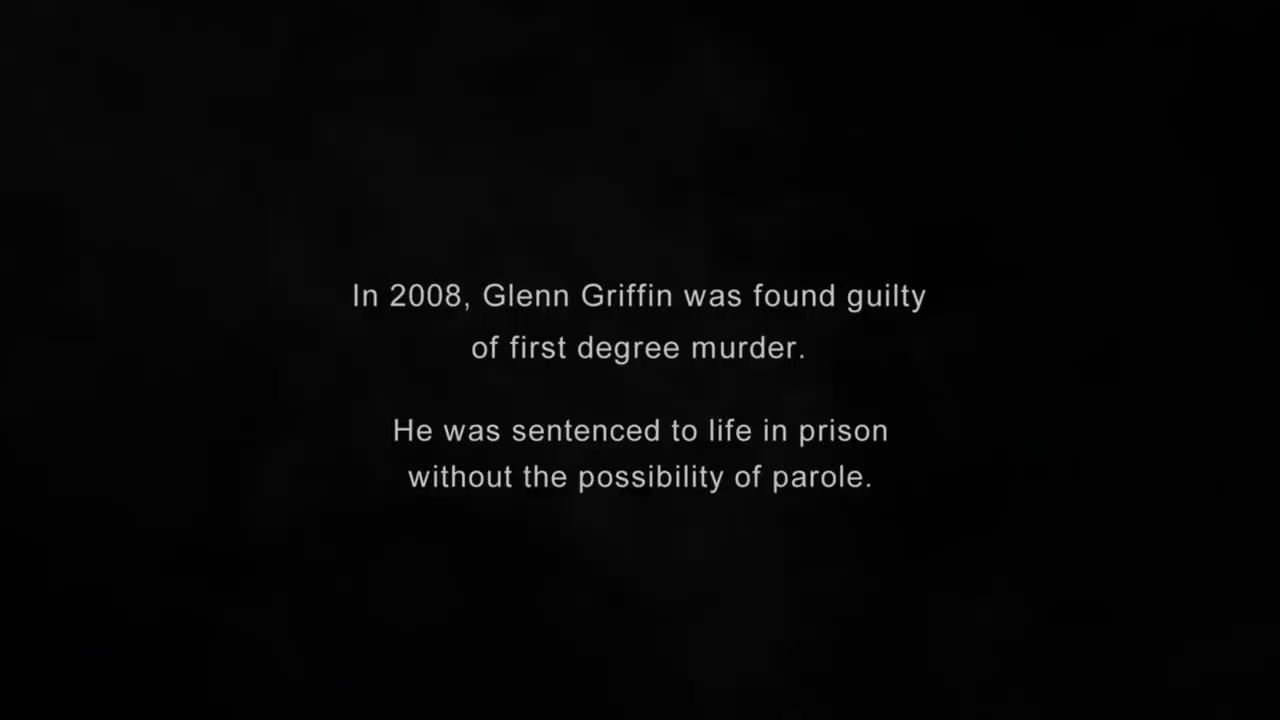 In 2008, Glenn Griffin was found guilty
of first degree murder.
He was sentenced to life in prison
without the possibility of parole.